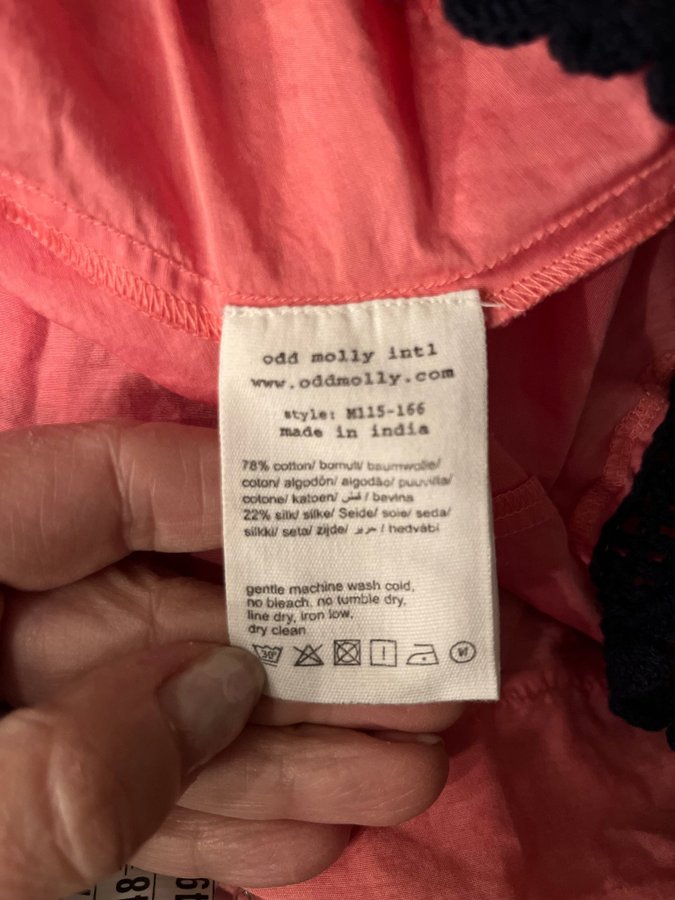 odd molly intl
www.oddmolly.com
style: M115-166
made in india
78% cotton/ bomull/ baumwolle/
coton/ algodón/ algodão/ puuvilla/
cotone/ katoen/ قطن / bavlna
22% silk/ silke/ Seide/ soie/ seda/
silkki/ seta/ zijde/ حرير / hedvábí
gentle machine wash cold,
no bleach, no tumble dry,
line dry, iron low,
dry clean
30° W